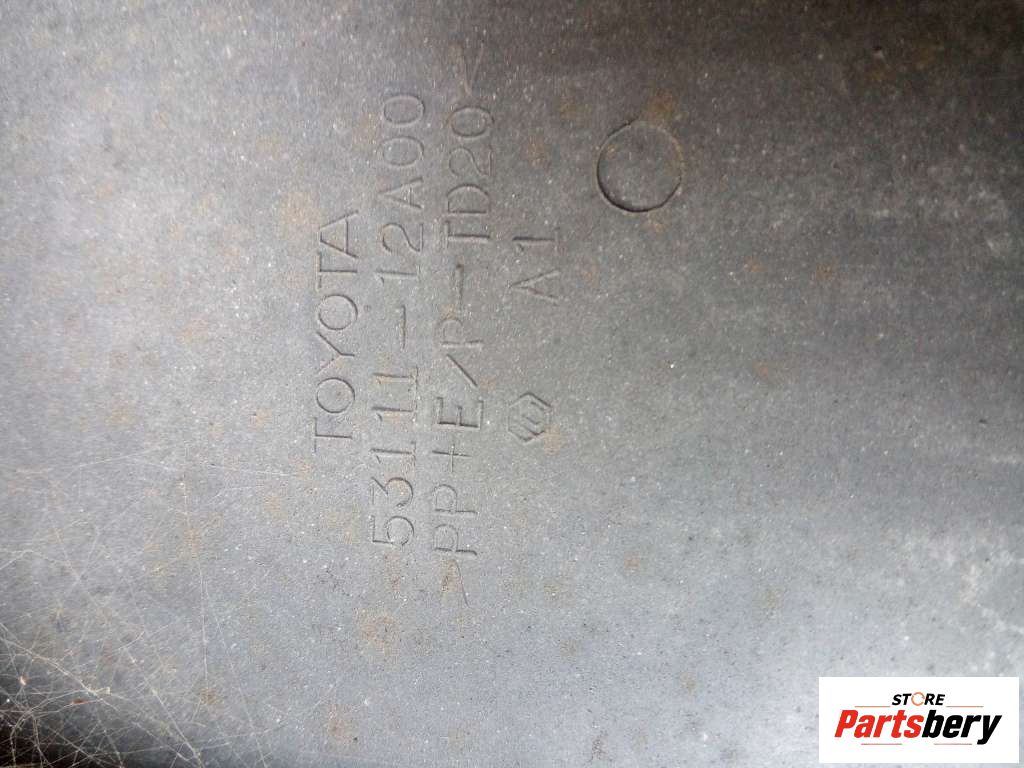 TOYOTA
53111-12A00
>PP+E/P-TD20<
A1
STORE
Partsbery